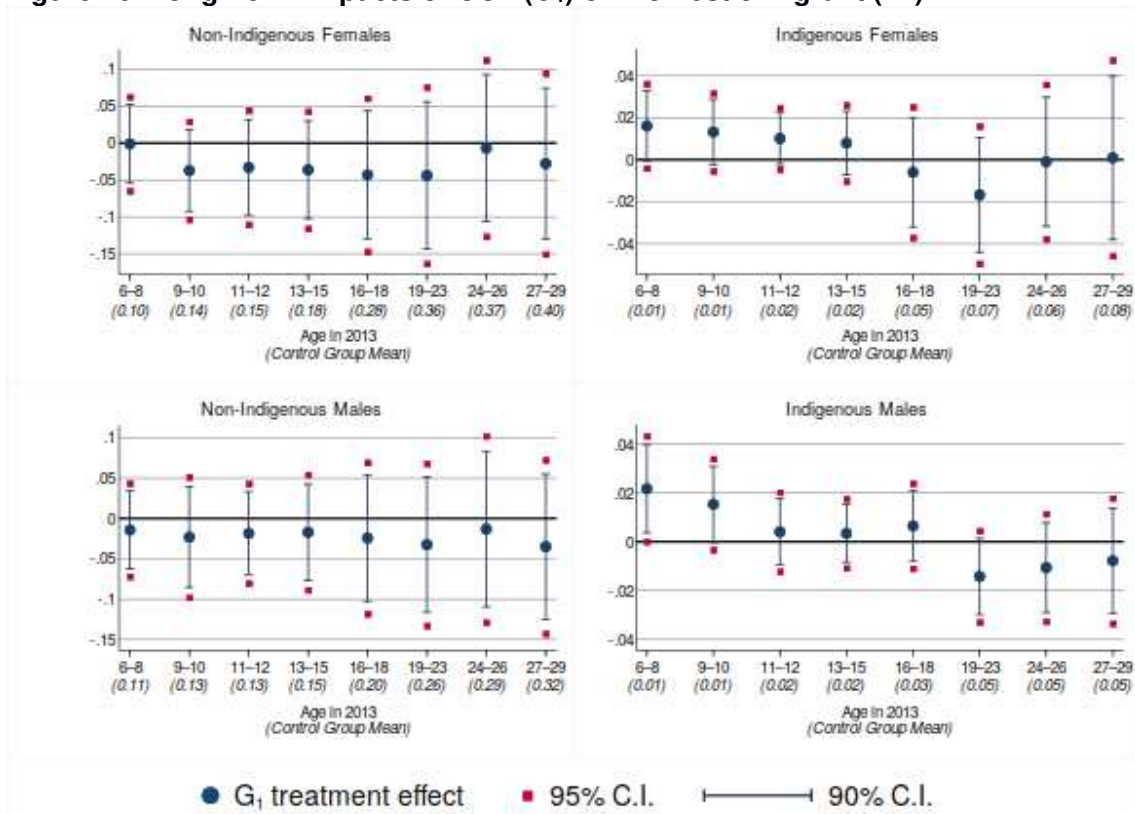 Non-Indigenous Females
.1
.05
0
-.05
-.1
-.15
6–8 9–10 11–12 13–15 16–18 19–23 24–26 27–29
(0.10) (0.14) (0.15) (0.18) (0.28) (0.36) (0.37) (0.40)
Age in 2013
(Control Group Mean)
Indigenous Females
.04
.02
0
-.02
-.04
6–8 9–10 11–12 13–15 16–18 19–23 24–26 27–29
(0.01) (0.01) (0.02) (0.02) (0.05) (0.07) (0.06) (0.08)
Age in 2013
(Control Group Mean)
Non-Indigenous Males
.1
.05
0
-.05
-.1
-.15
6–8 9–10 11–12 13–15 16–18 19–23 24–26 27–29
(0.11) (0.13) (0.13) (0.15) (0.20) (0.26) (0.29) (0.32)
Age in 2013
(Control Group Mean)
Indigenous Males
.04
.02
0
-.02
-.04
6–8 9–10 11–12 13–15 16–18 19–23 24–26 27–29
(0.01) (0.01) (0.02) (0.02) (0.03) (0.05) (0.05) (0.05)
Age in 2013
(Control Group Mean)
G₁ treatment effect 95% C.I. 90% C.I.